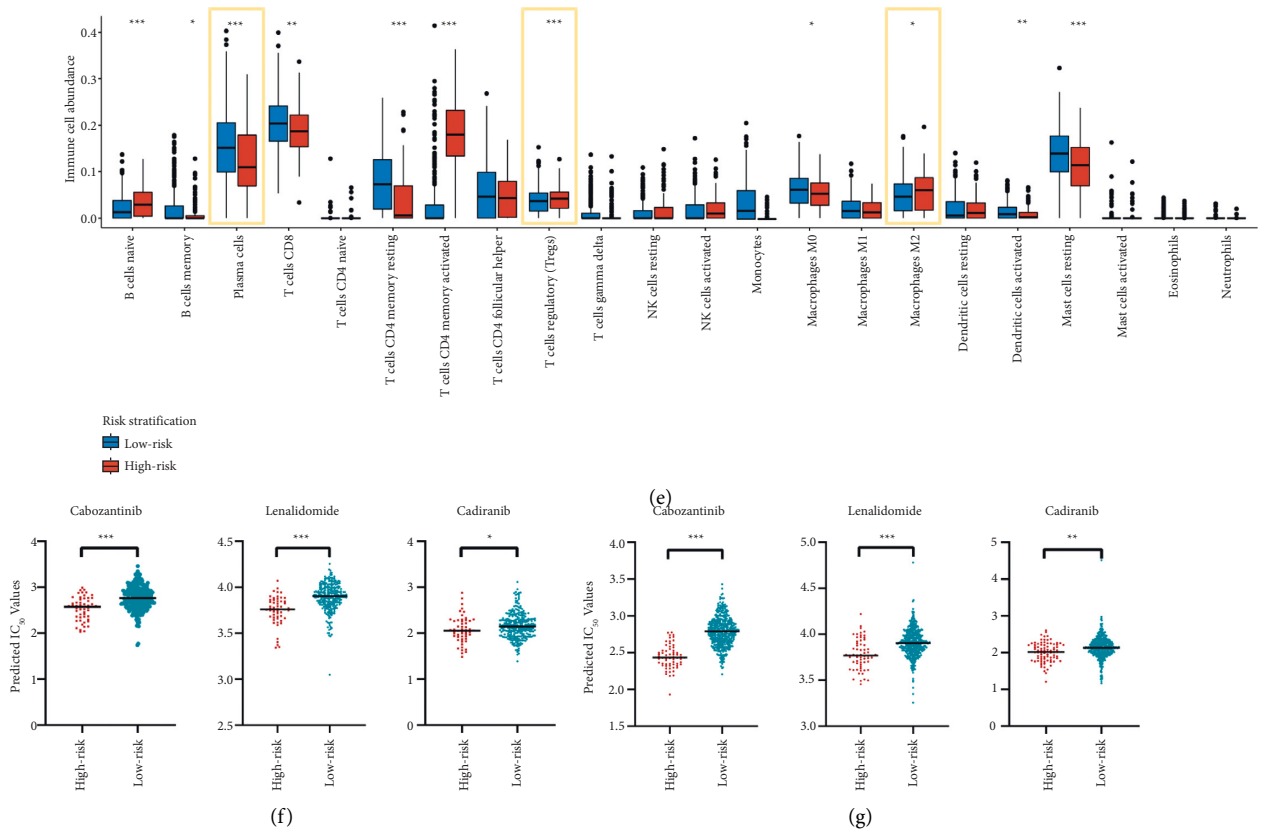 *** * *** ** *** *** *** * * ** ***
Immune cell abundance
0.4
0.3
0.2
0.1
0.0
B cells naive
B cells memory
Plasma cells
T cells CD8
T cells CD4 naive
T cells CD4 memory resting
T cells CD4 memory activated
T cells CD4 follicular helper
T cells regulatory (Tregs)
T cells gamma delta
NK cells resting
NK cells activated
Monocytes
Macrophages M0
Macrophages M1
Macrophages M2
Dendritic cells resting
Dendritic cells activated
Mast cells resting
Mast cells activated
Eosinophils
Neutrophils
Risk stratification
Low-risk
High-risk
(e)
Cabozantinib
***
Predicted IC50 Values
4
3
2
1
0
High-risk
Low-risk
Lenalidomide
***
4.5
4.0
3.5
3.0
2.5
High-risk
Low-risk
Cadiranib
*
4
3
2
1
0
High-risk
Low-risk
(f)
Cabozantinib
***
Predicted IC50 Values
4.0
3.5
3.0
2.5
2.0
1.5
High-risk
Low-risk
Lenalidomide
***
5.0
4.5
4.0
3.5
3.0
High-risk
Low-risk
Cadiranib
**
5
4
3
2
1
0
High-risk
Low-risk
(g)